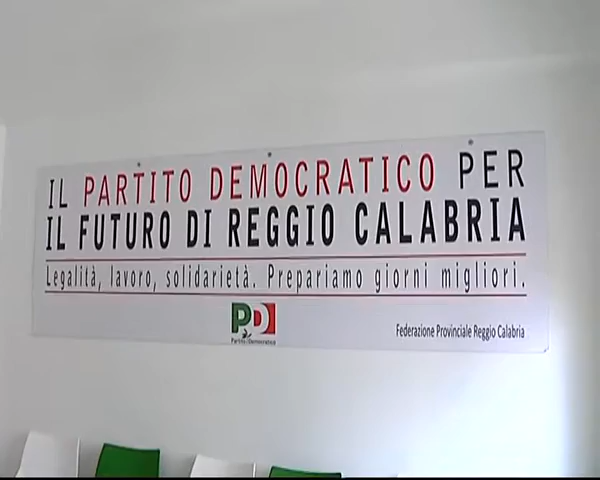 IL PARTITO DEMOCRATICO PER
IL FUTURO DI REGGIO CALABRIA
Legalità, lavoro, solidarietà. Prepariamo giorni migliori.
PD
Partito Democratico
Federazione Provinciale Reggio Calabria